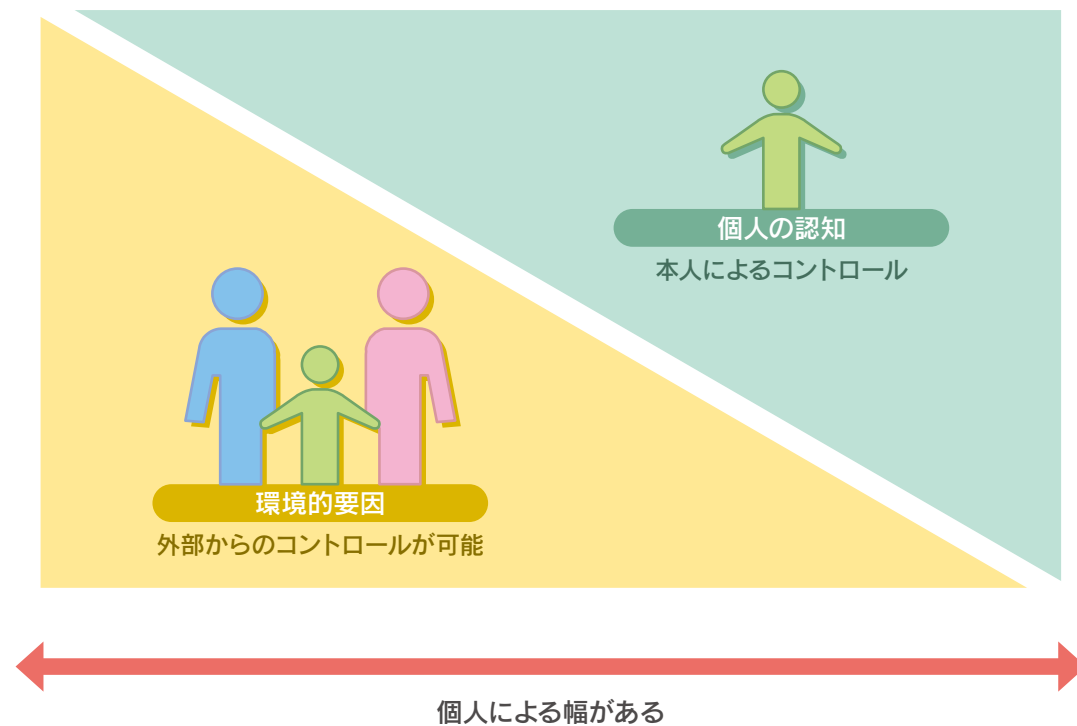 個人の認知
本人によるコントロール
環境的要因
外部からのコントロールが可能
個人による幅がある